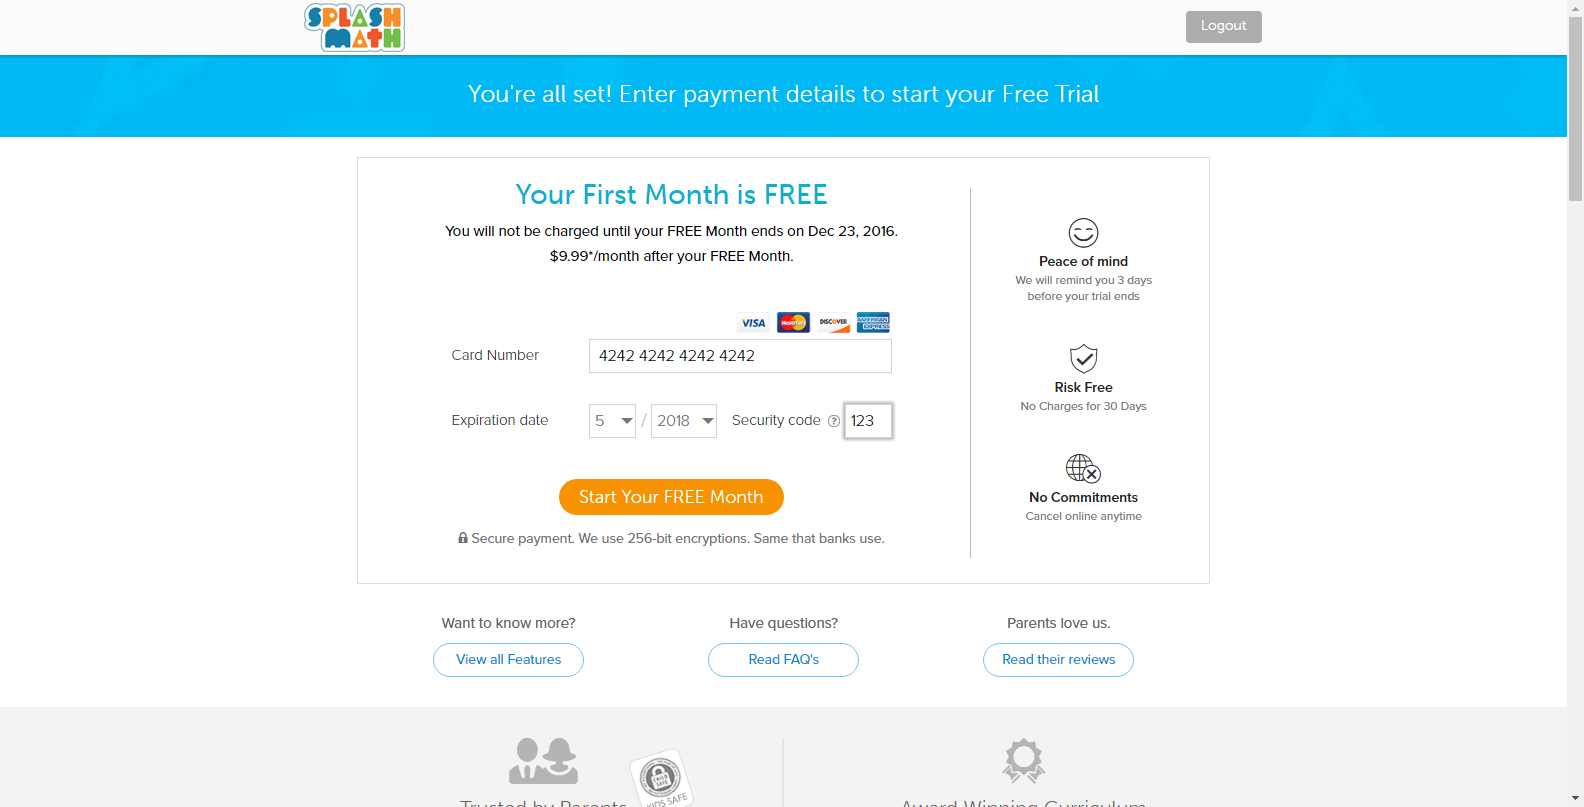 SPLASH
MATH
Logout
You're all set! Enter payment details to start your Free Trial
Your First Month is FREE
You will not be charged until your FREE Month ends on Dec 23, 2016.
$9.99*/month after your FREE Month.
VISA MasterCard DISCOVER AMERICAN EXPRESS
Card Number 4242 4242 4242 4242
Expiration date 5 / 2018 Security code ? 123
Start Your FREE Month
Secure payment. We use 256-bit encryptions. Same that banks use.
Peace of mind
We will remind you 3 days
before your trial ends
Risk Free
No Charges for 30 Days
No Commitments
Cancel online anytime
Want to know more?
View all Features
Have questions?
Read FAQ's
Parents love us.
Read their reviews
KIDS SAFE
Trusted by Parents
Award Winning Curriculum